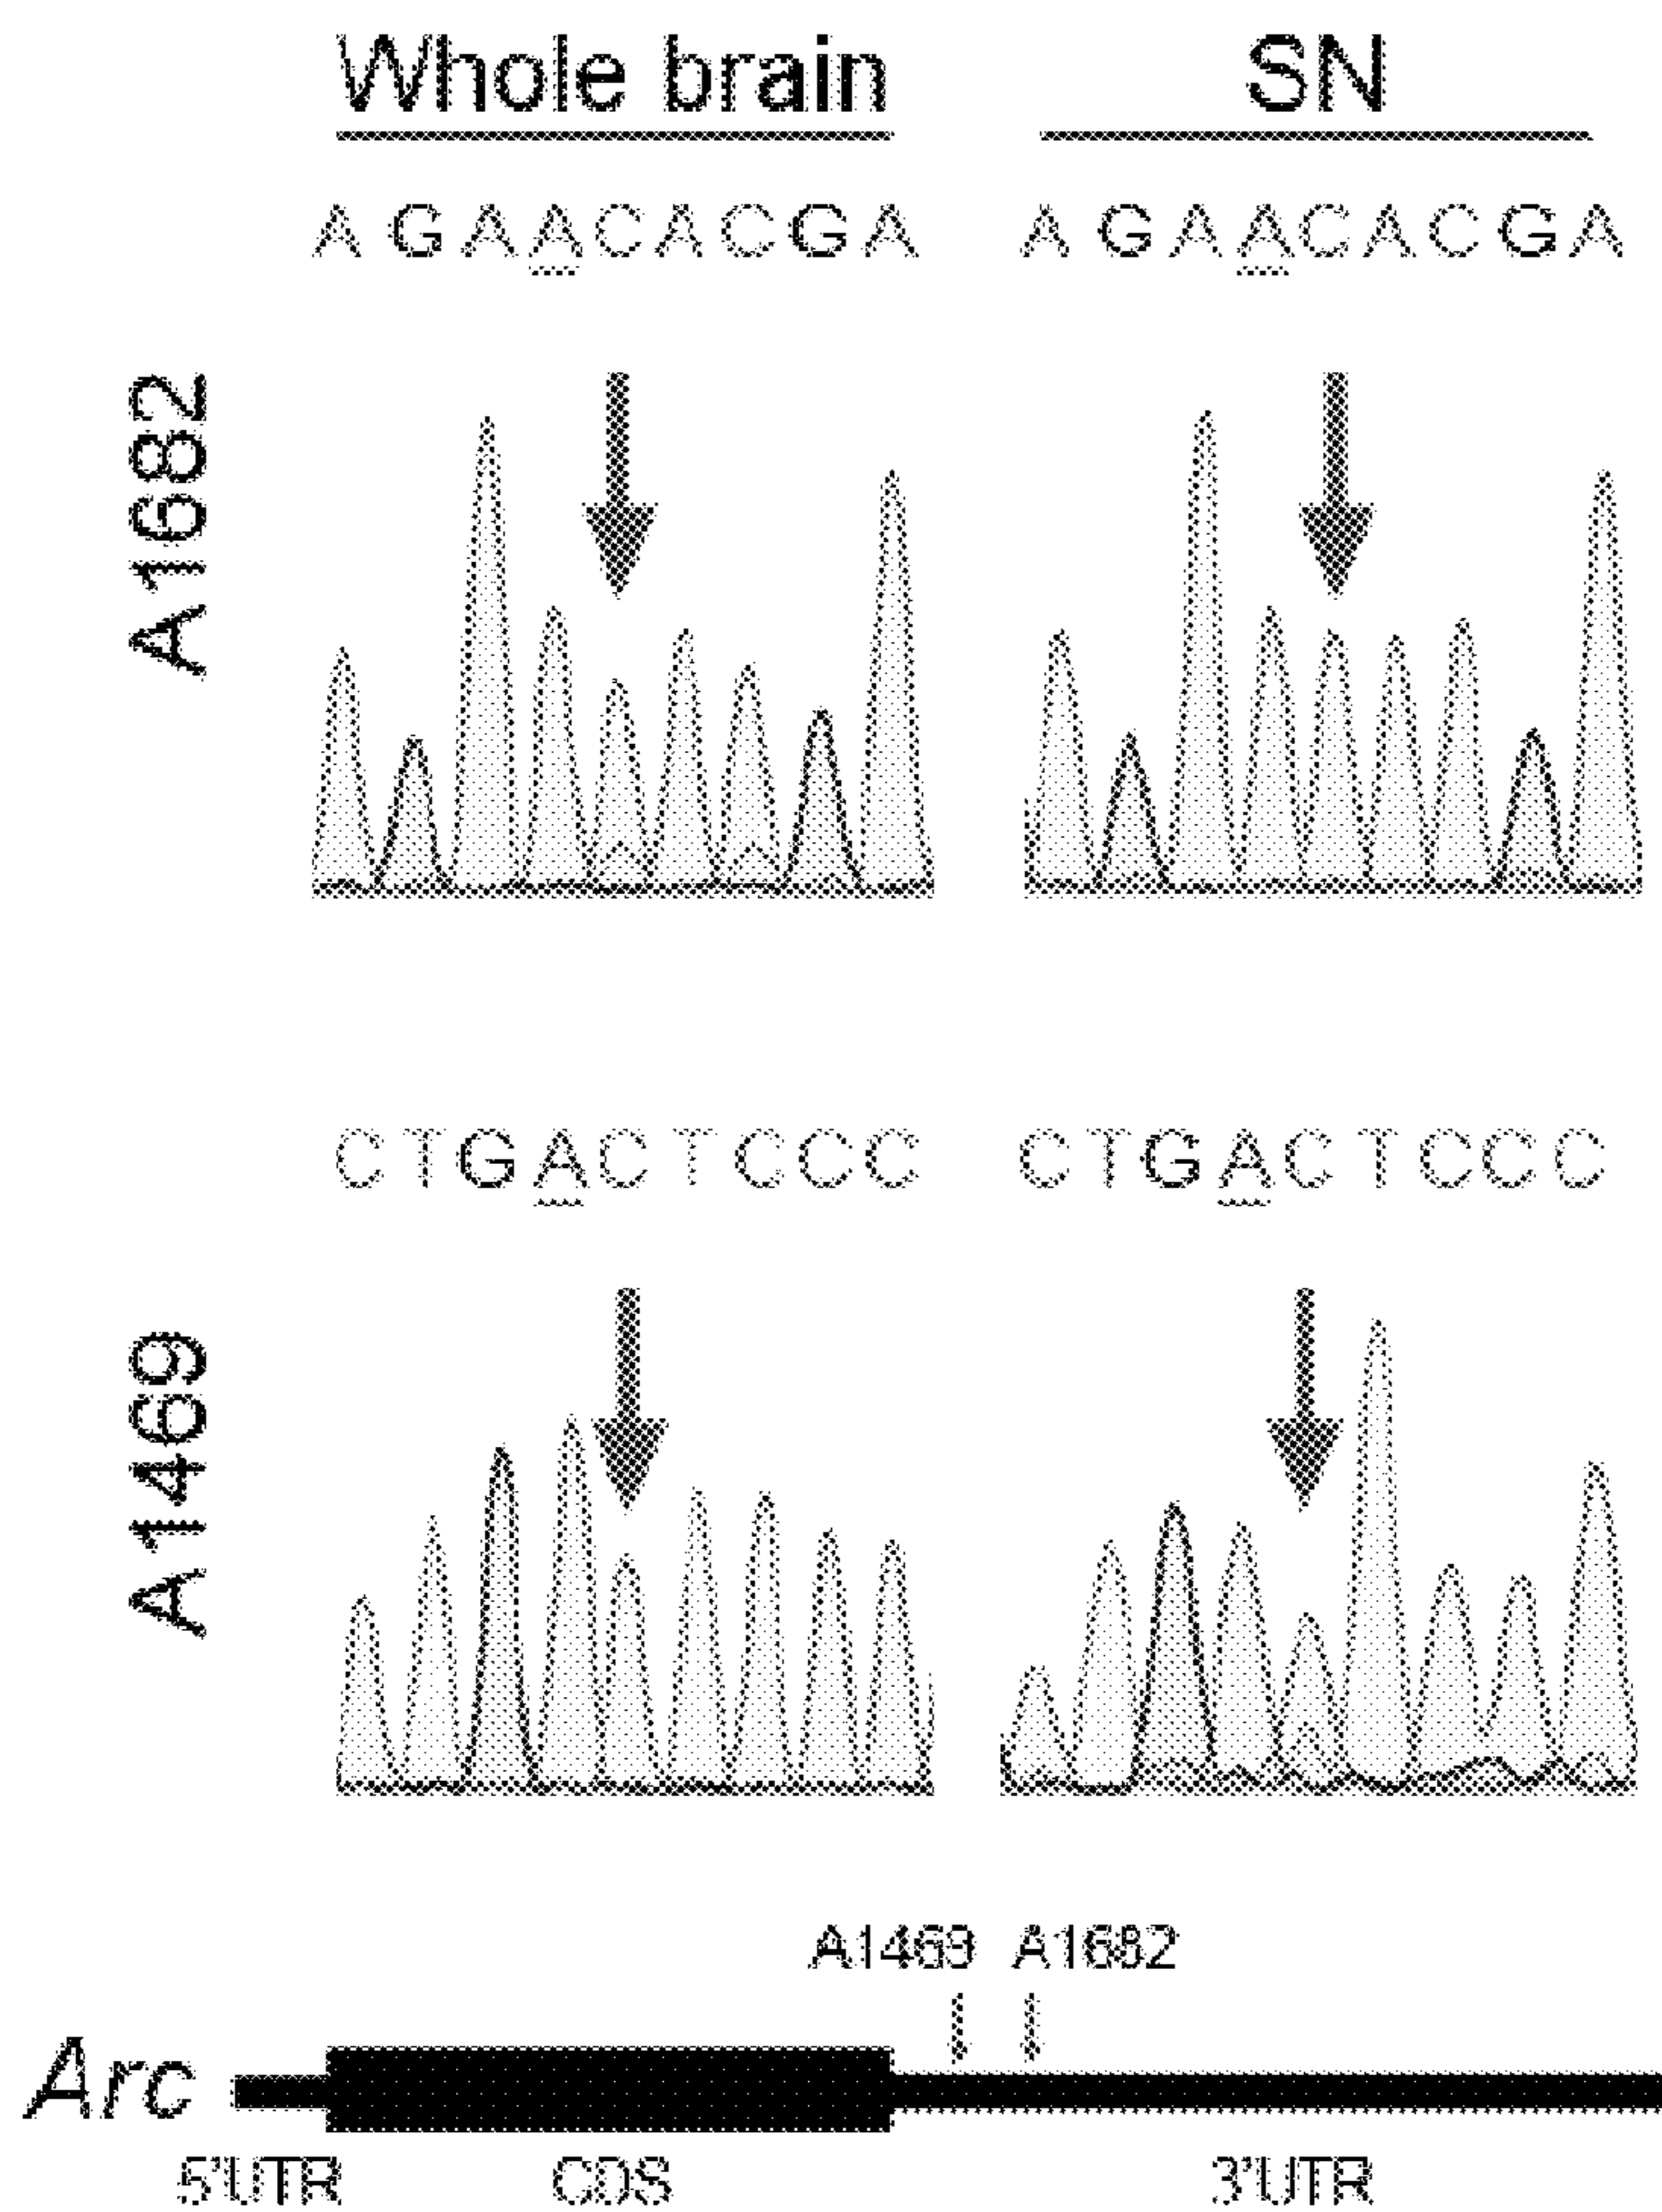 Whole brain SN
A G A A C A C G A A G A A C A C G A
A1682
C T G A C T C C C C T G A C T C C C
A1469
A1469 A1682
Arc
5'UTR CDS 3'UTR